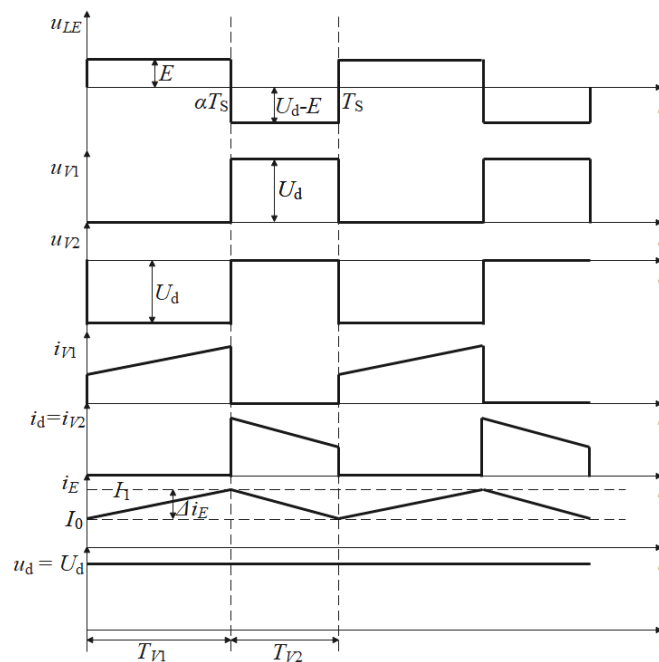 u_LE
E
αT_S
U_d-E
T_S
u_V1
U_d
u_V2
U_d
i_V1
i_d=i_V2
i_E
I_1
Δi_E
I_0
u_d = U_d
T_V1
T_V2